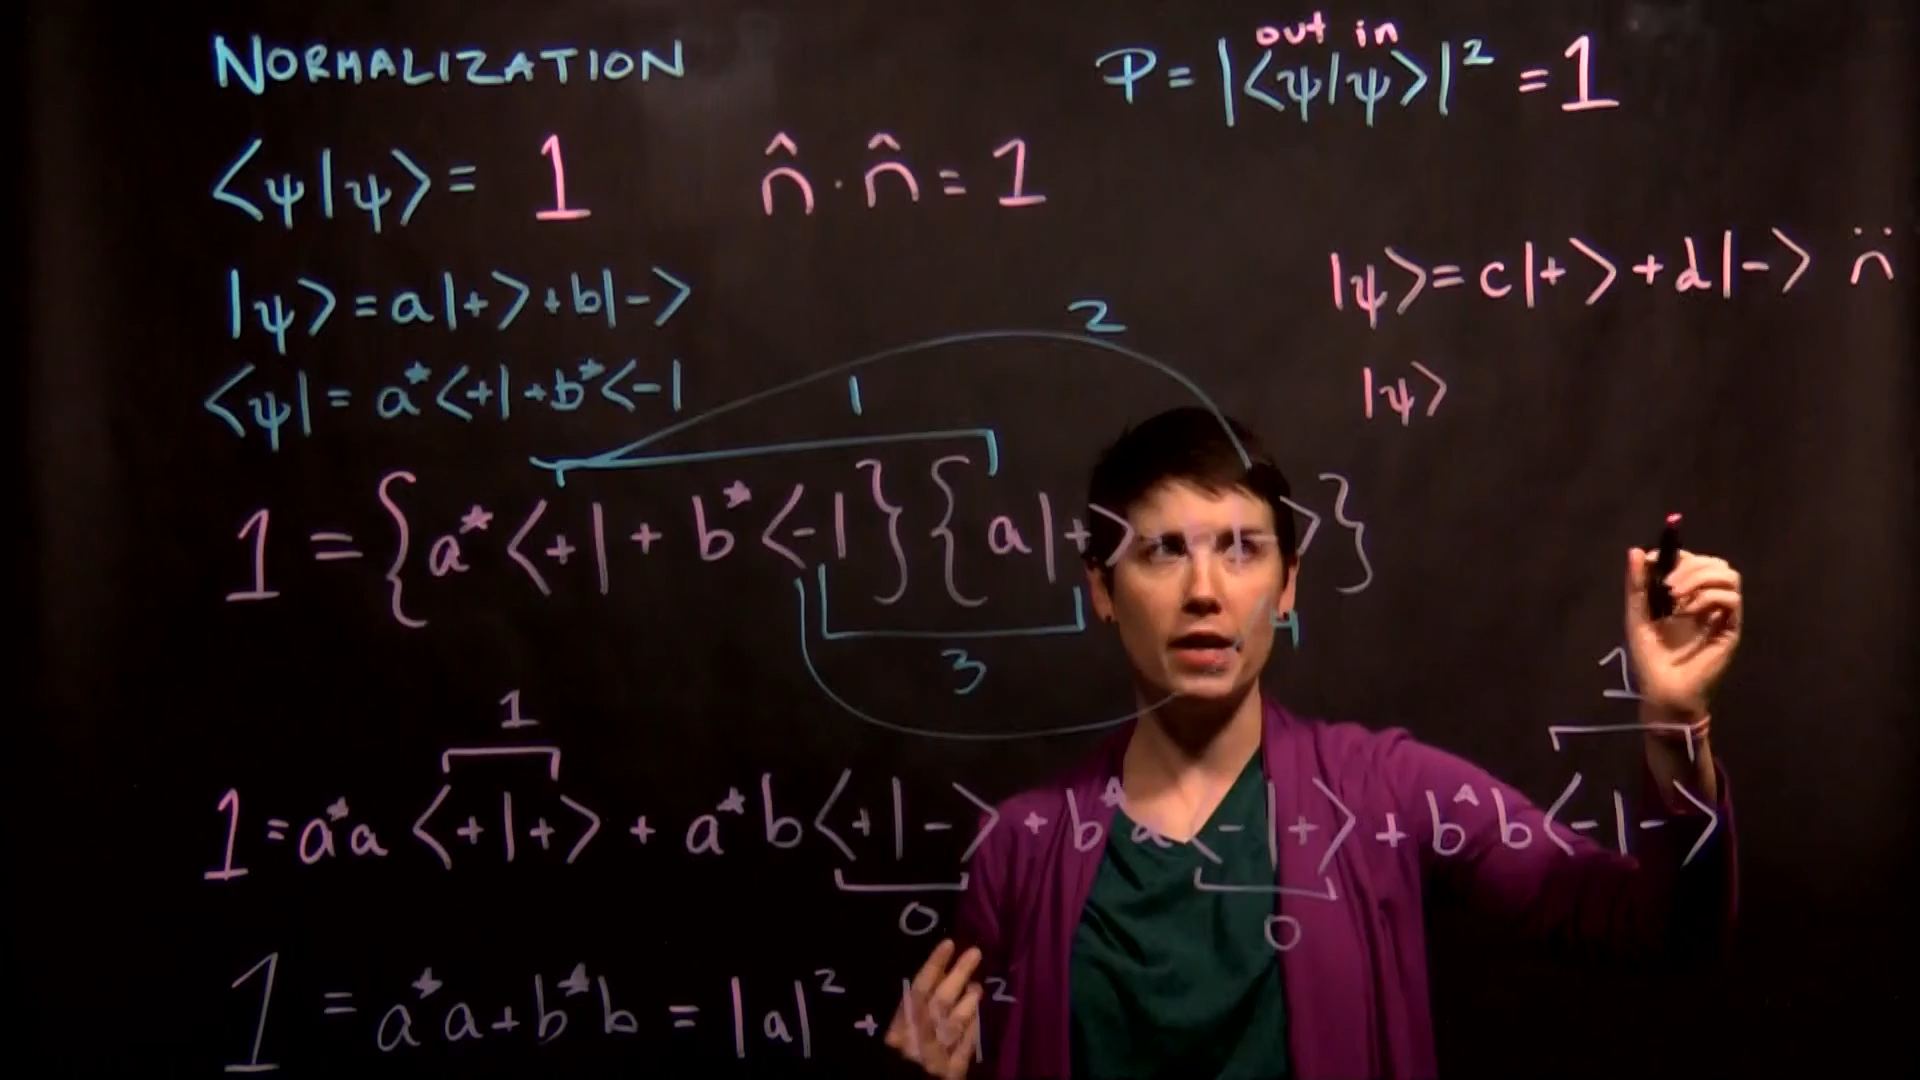 NORMALIZATION
out in
P = |<ψ|ψ>|² = 1
<ψ|ψ> = 1
n̂ · n̂ = 1
|ψ> = a|+> + b|->
|ψ> = c|+> + d|->
<ψ| = a*<+| + b*<-|
|ψ>
1
2
1 = {a*<+| + b*<-|}{a|+> |->}
3
4
1
1
1 = a*a <+|+> + a*b<+|-> + b*a<-|+> + b*b<-|->
0
0
1 = a*a + b*b = |a|² + |b|²